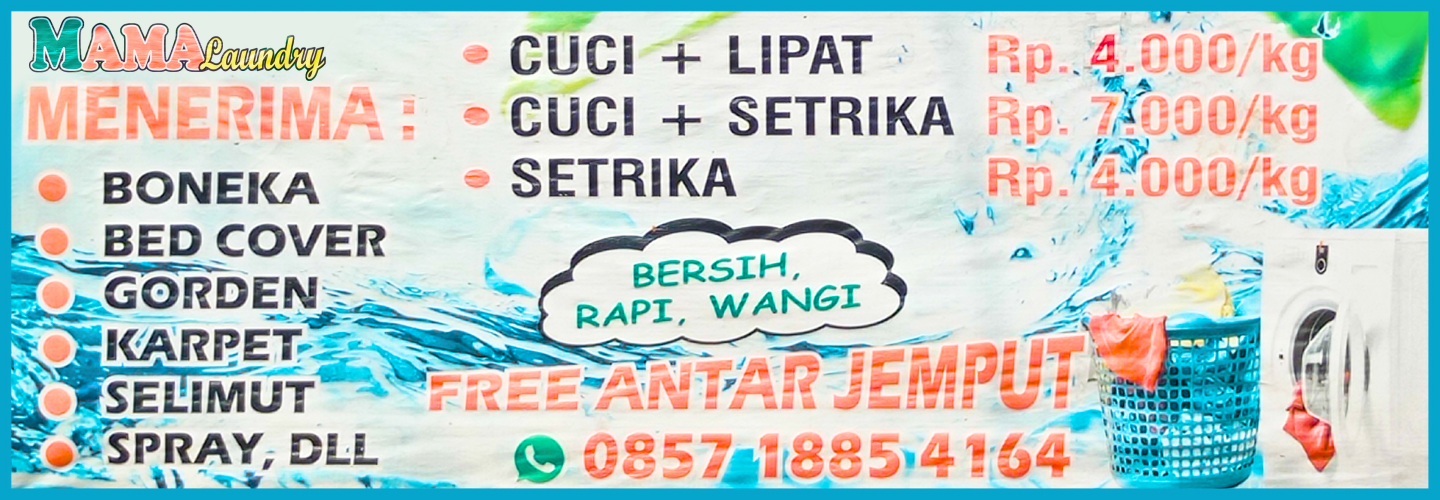 MAMA Laundry
MENERIMA :
BONEKA
BED COVER
GORDEN
KARPET
SELIMUT
SPRAY, DLL
CUCI + LIPAT Rp. 4.000/kg
CUCI + SETRIKA Rp. 7.000/kg
SETRIKA Rp. 4.000/kg
BERSIH,
RAPI, WANGI
FREE ANTAR JEMPUT
0857 1885 4164